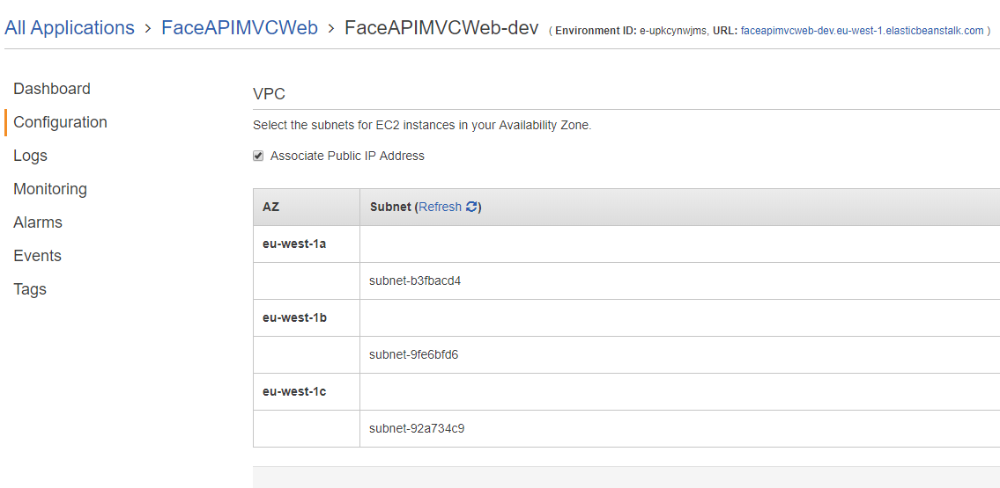 All Applications > FaceAPIMVCWeb > FaceAPIMVCWeb-dev ( Environment ID: e-upkcynwjms, URL: faceapimvcweb-dev.eu-west-1.elasticbeanstalk.com )
Dashboard
Configuration
Logs
Monitoring
Alarms
Events
Tags
VPC
Select the subnets for EC2 instances in your Availability Zone.
Associate Public IP Address
AZ Subnet (Refresh)
eu-west-1a
subnet-b3fbacd4
eu-west-1b
subnet-9fe6bfd6
eu-west-1c
subnet-92a734c9